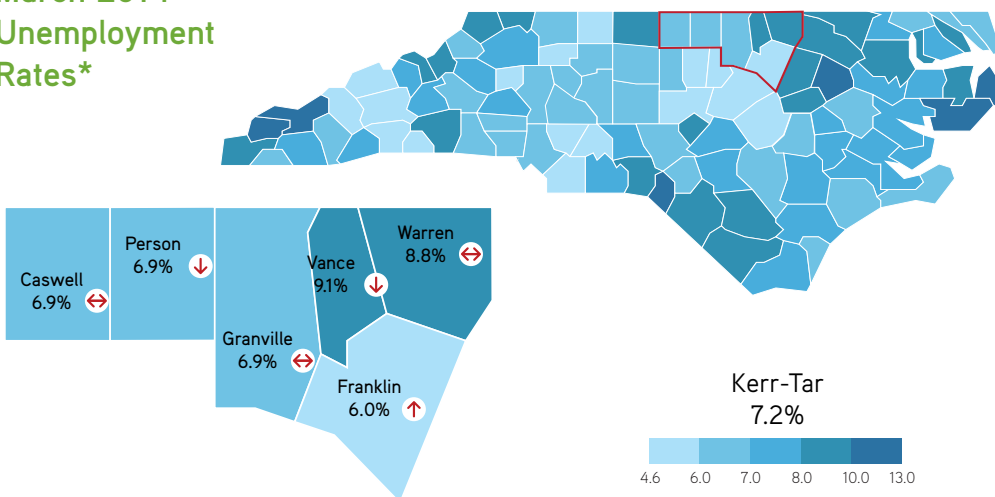 Unemployment
Rates*
Caswell
6.9%
Person
6.9%
Granville
6.9%
Vance
9.1%
Warren
8.8%
Franklin
6.0%
Kerr-Tar
7.2%
4.6 6.0 7.0 8.0 10.0 13.0